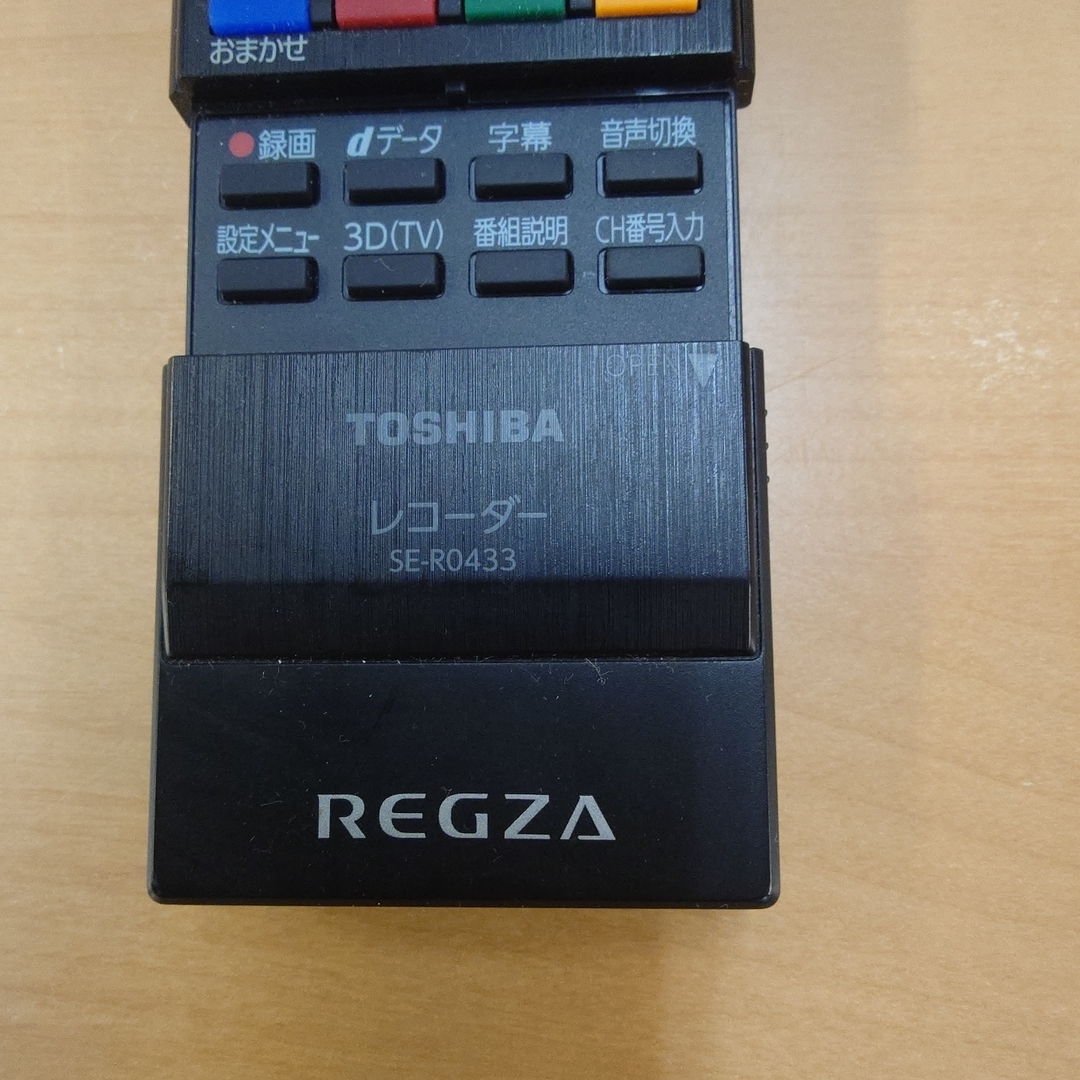 おまかせ
録画 dデータ 字幕 音声切換
設定メニュー 3D(TV) 番組説明 CH番号入力
OPEN
TOSHIBA
レコーダー
SE-R0433
REGZA